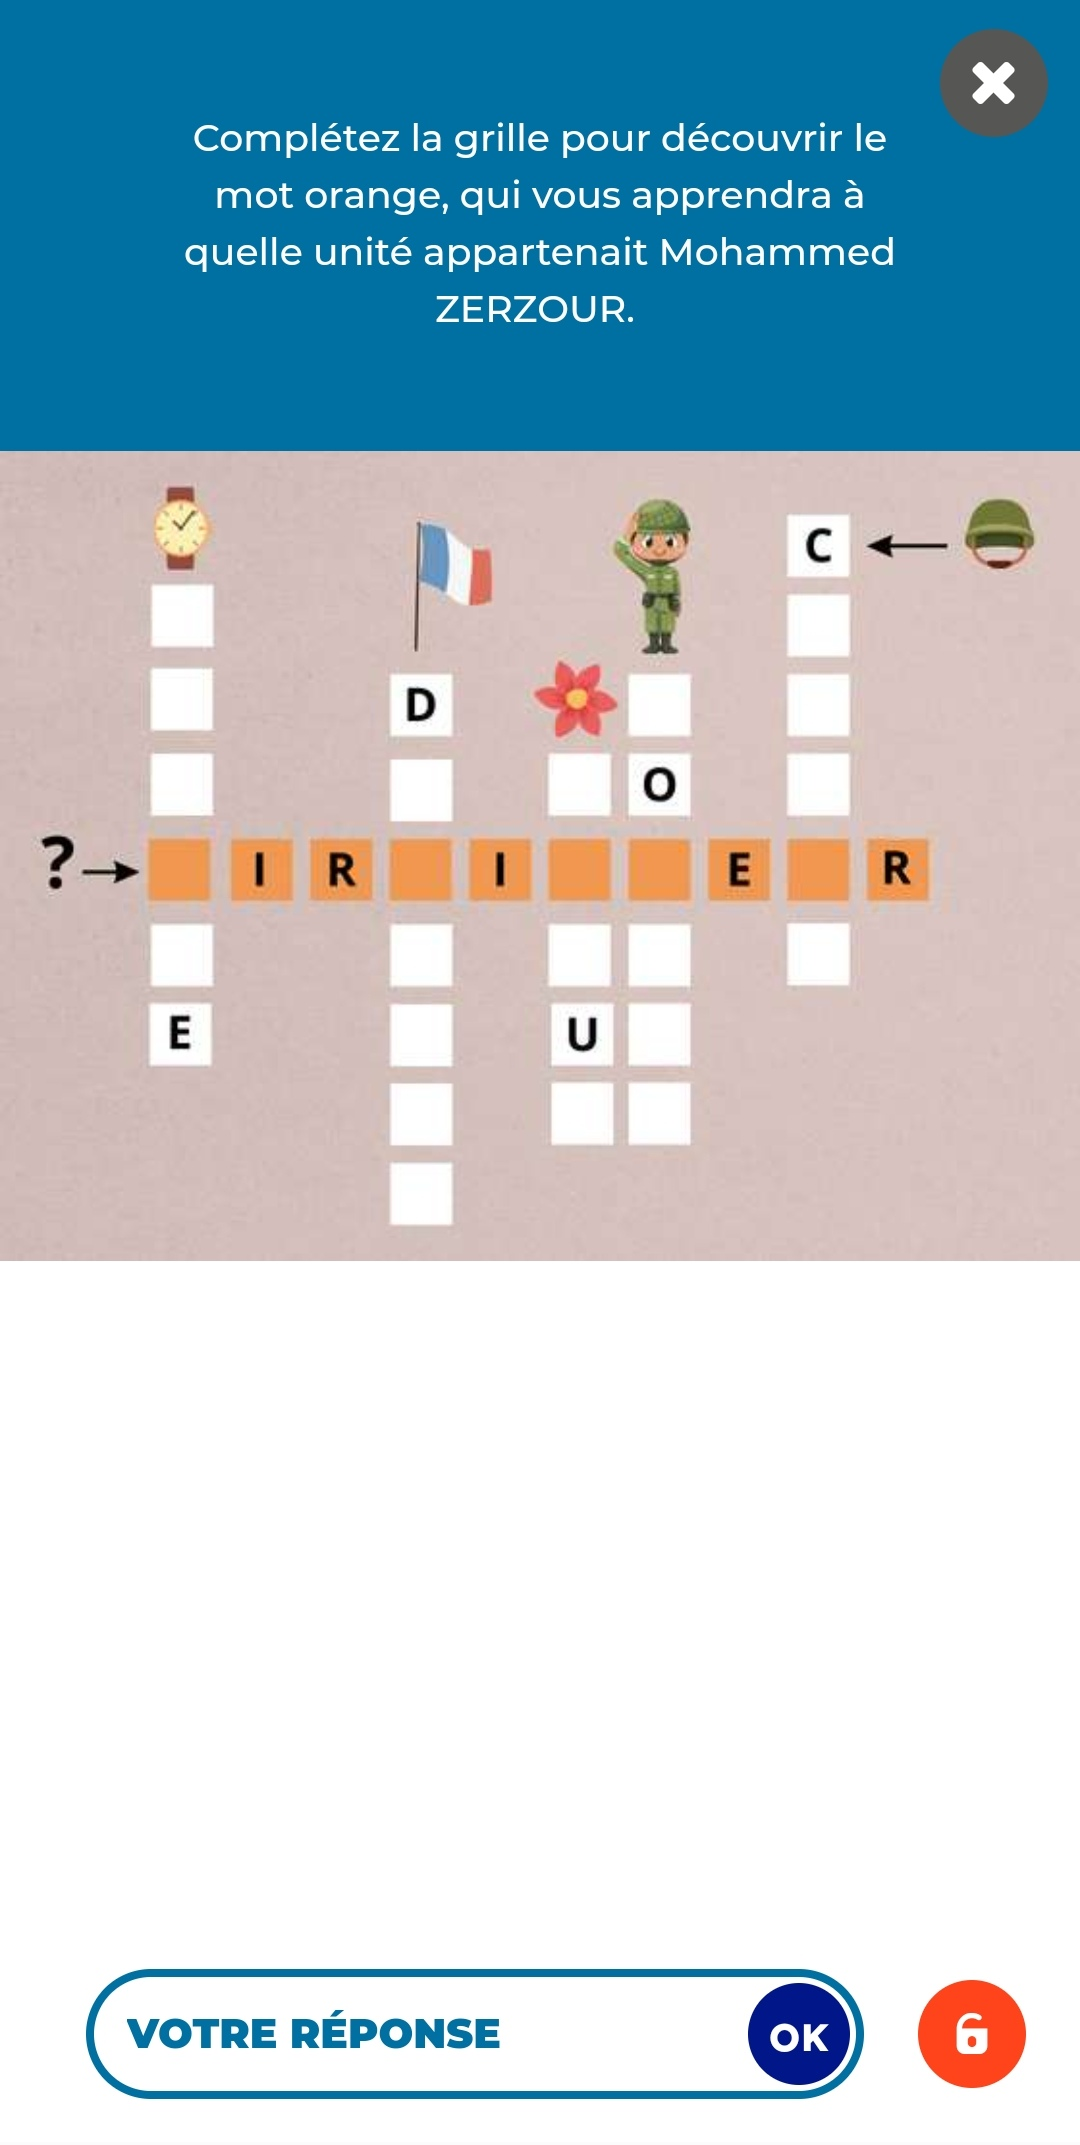 Complétez la grille pour découvrir le
mot orange, qui vous apprendra à
quelle unité appartenait Mohammed
ZERZOUR.
C
D
O
? I R I E R
E
U
VOTRE RÉPONSE
OK